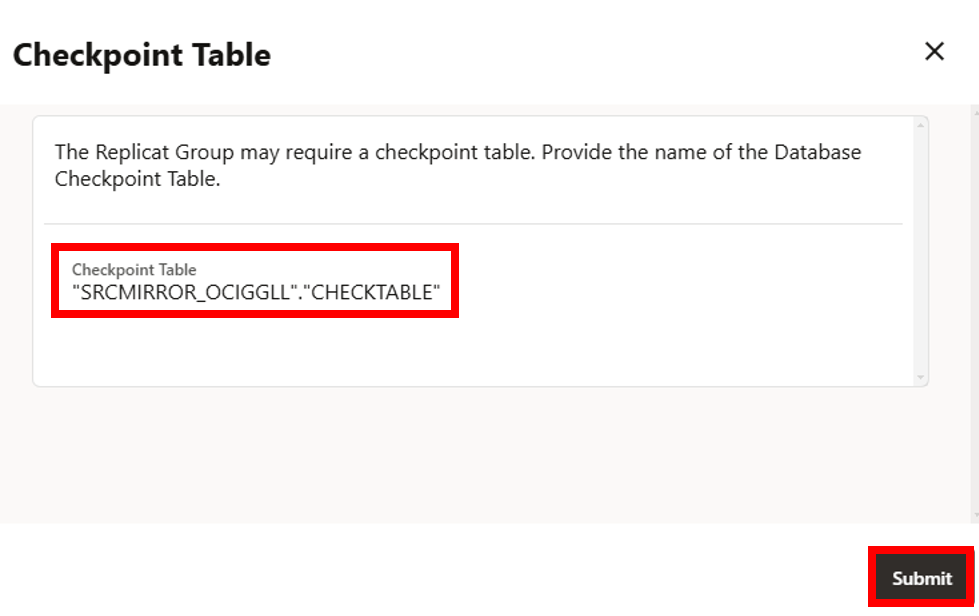 Checkpoint Table
The Replicat Group may require a checkpoint table. Provide the name of the Database
Checkpoint Table.
Checkpoint Table
"SRCMIRROR_OCIGGLL"."CHECKTABLE"
Submit